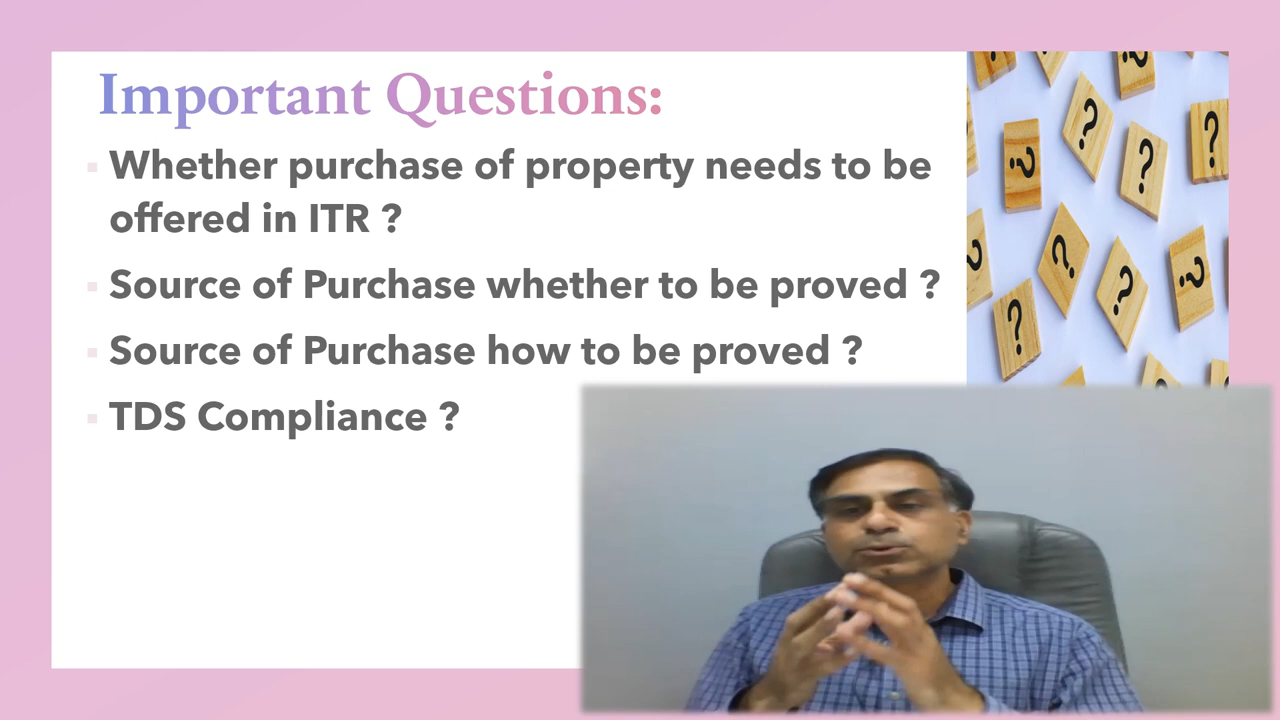 Important Questions:
Whether purchase of property needs to be
offered in ITR ?
Source of Purchase whether to be proved ?
Source of Purchase how to be proved ?
TDS Compliance ?
?
?
?
?
?
?
?
?
?
?
?
?